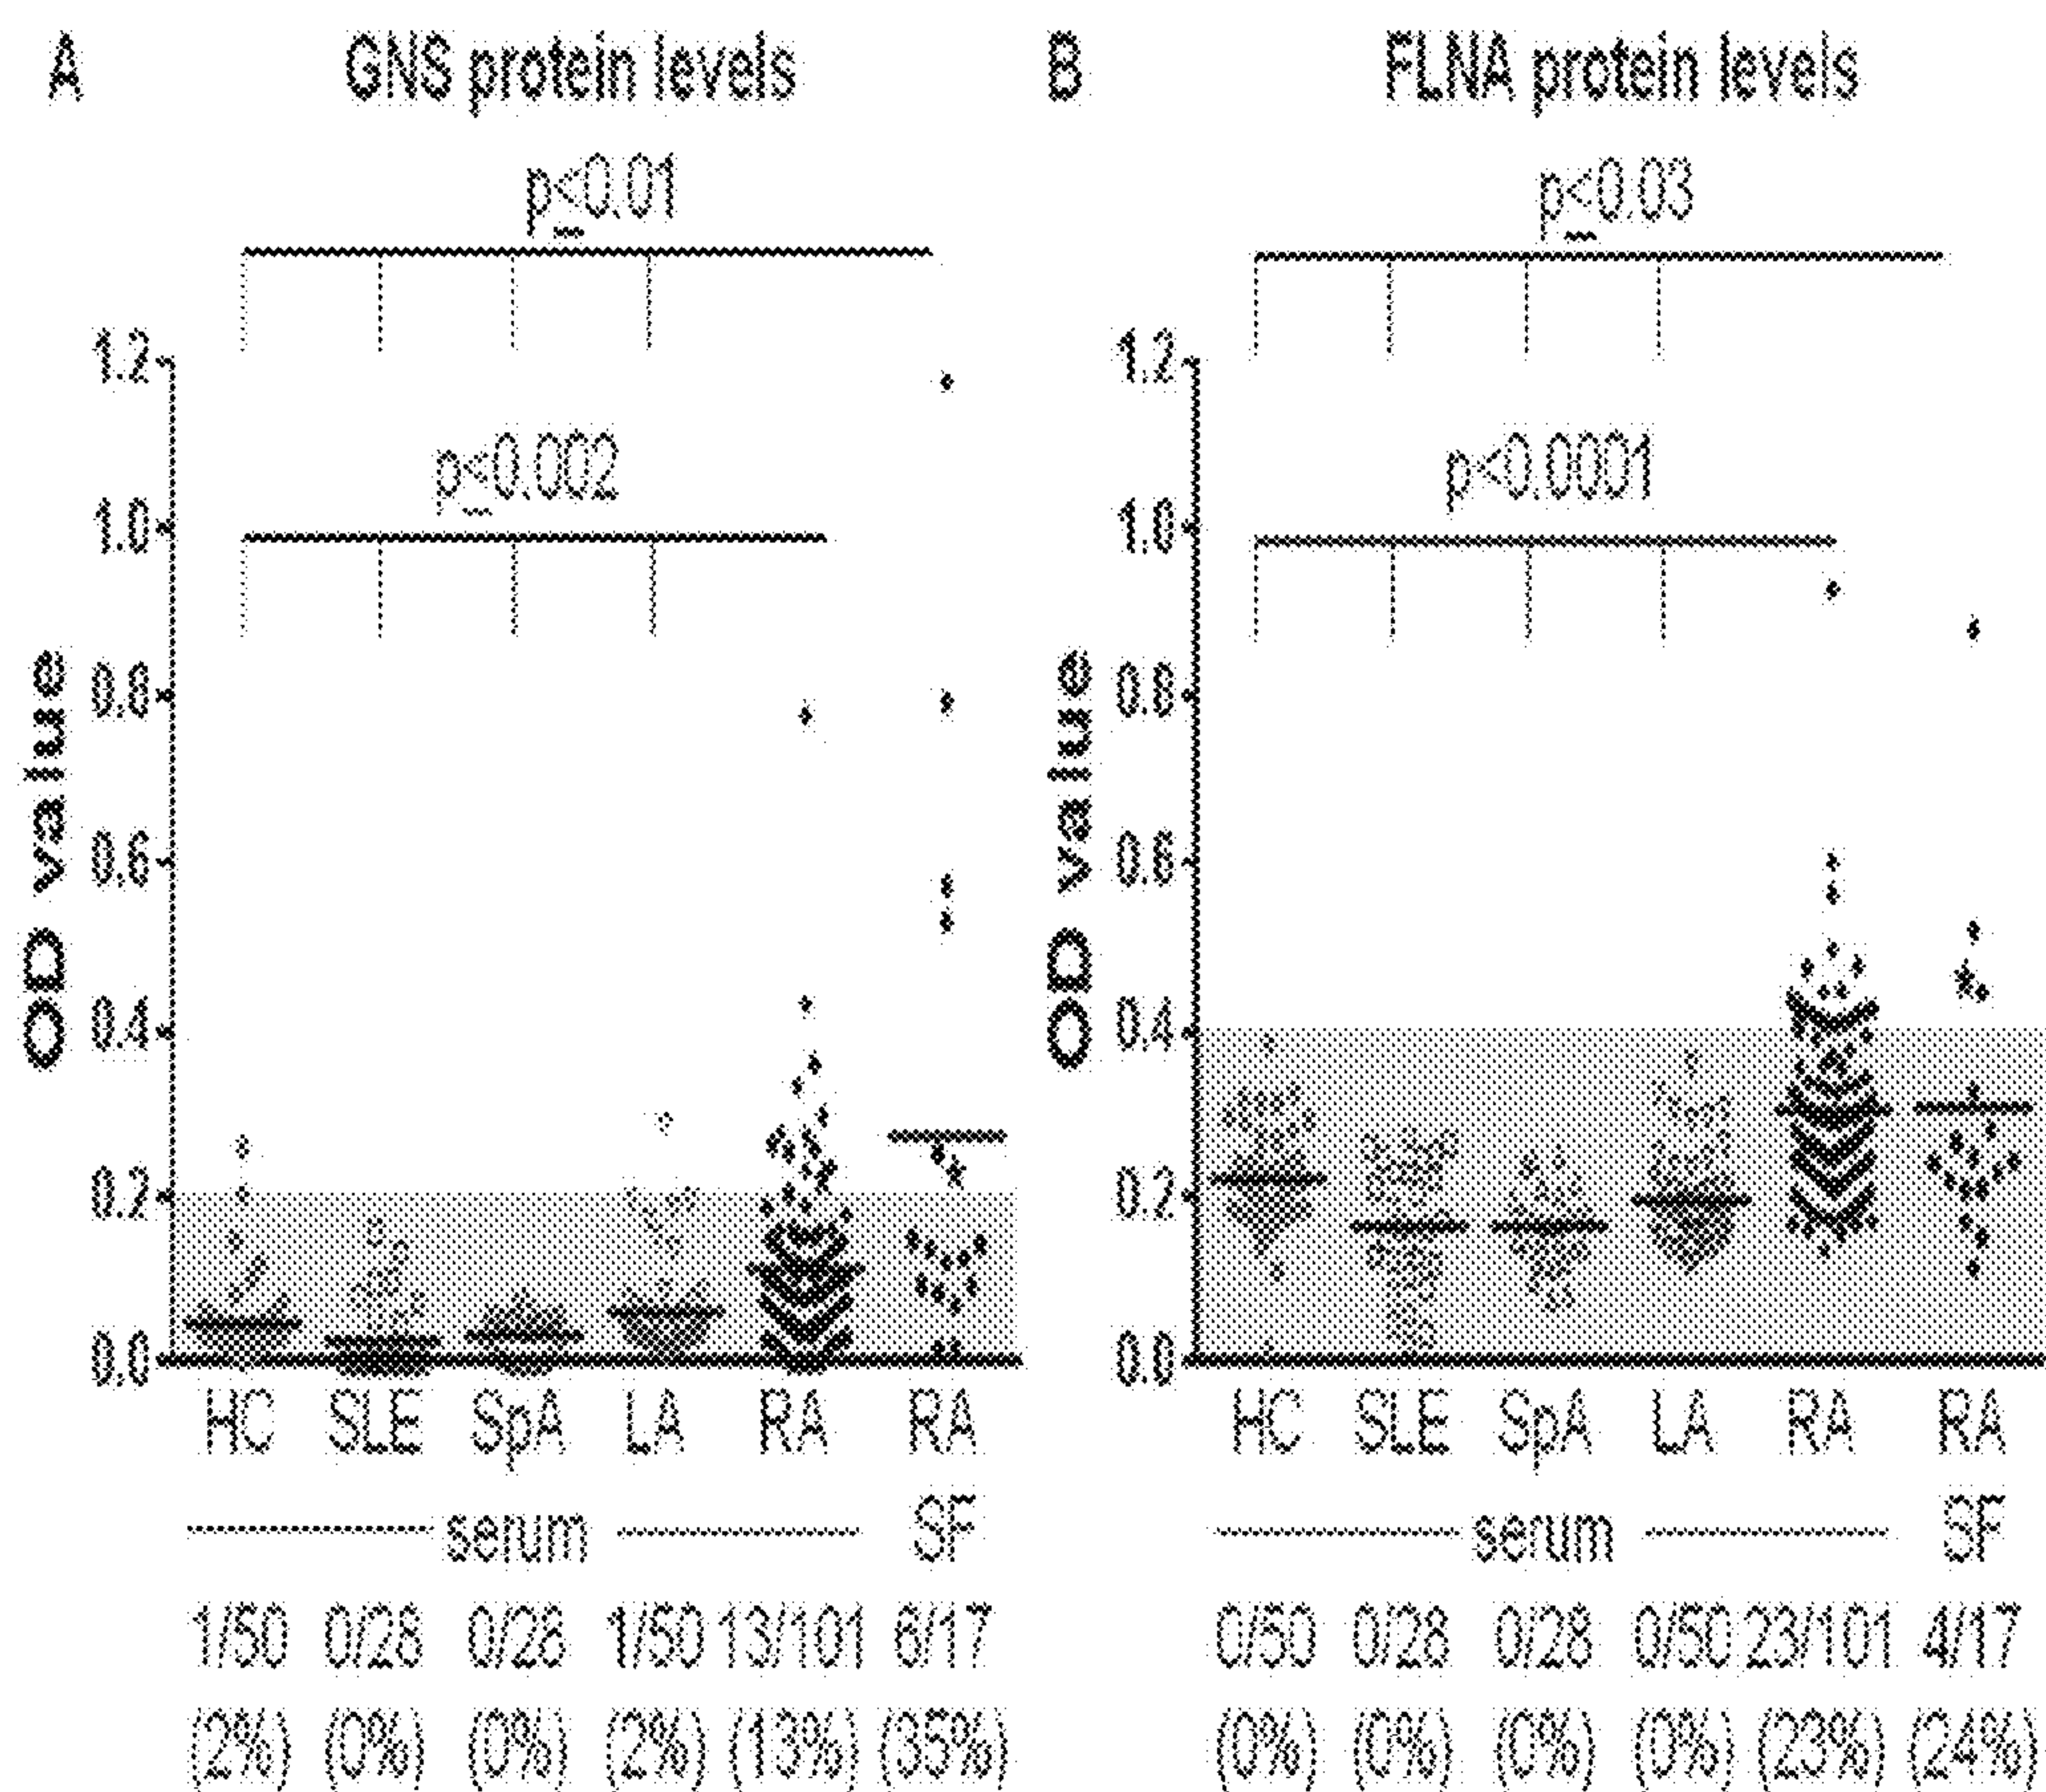 A GNS protein levels
B FLNA protein levels
p≤0.01
p≤0.03
p≤0.002
p<0.0001
OD value
1.2
1.0
0.8
0.6
0.4
0.2
0.0
OD value
1.2
1.0
0.8
0.6
0.4
0.2
0.0
HC SLE SpA LA RA RA
serum SF
1/50 0/28 0/28 1/50 13/101 6/17
(2%) (0%) (0%) (2%) (13%) (35%)
HC SLE SpA LA RA RA
serum SF
0/50 0/28 0/28 0/50 23/101 4/17
(0%) (0%) (0%) (0%) (23%) (24%)